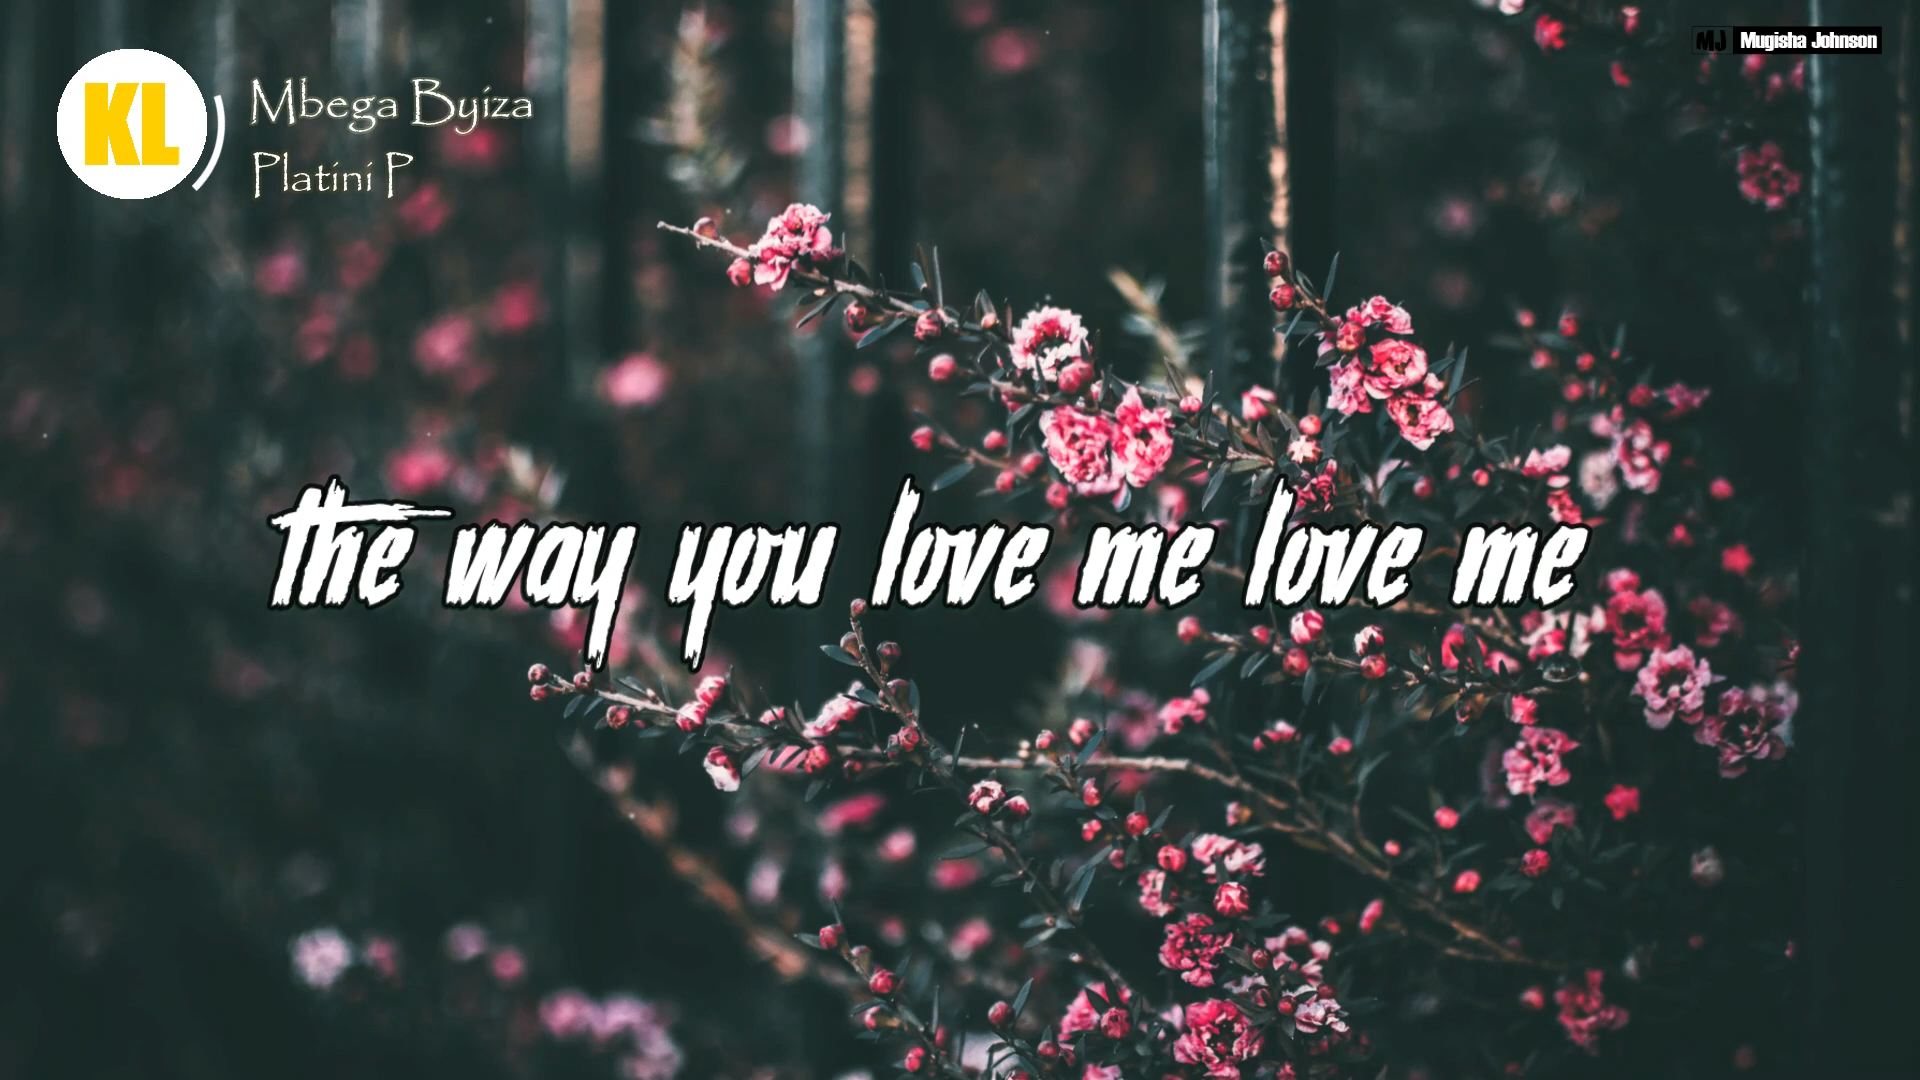 KL
Mbega Byiza
Platini P
MJ Mugisha Johnson
the way you love me love me